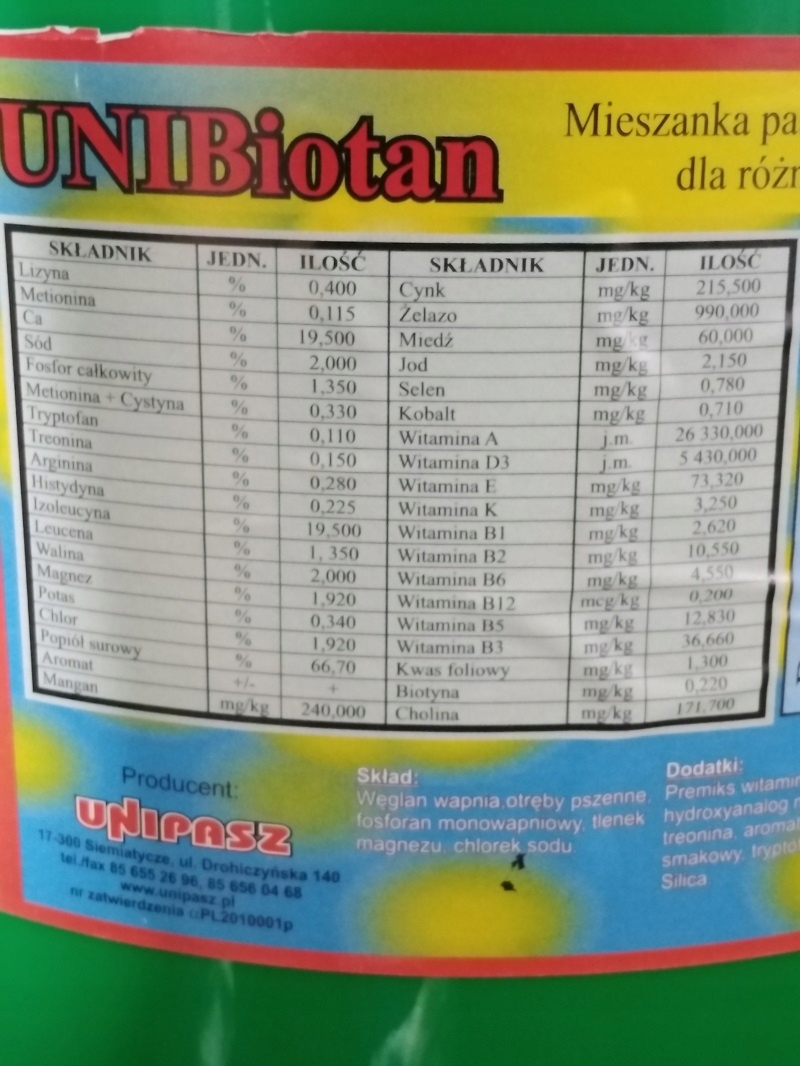 UNIBiotan
Mieszanka pa
dla różn
SKŁADNIK JEDN. ILOŚĆ SKŁADNIK JEDN. ILOŚĆ
Lizyna % 0,400 Cynk mg/kg 215,500
Metionina % 0,115 Żelazo mg/kg 990,000
Ca % 19,500 Miedź mg/kg 60,000
Sód % 2,000 Jod mg/kg 2,150
Fosfor całkowity % 1,350 Selen mg/kg 0,780
Metionina + Cystyna % 0,330 Kobalt mg/kg 0,710
Tryptofan % 0,110 Witamina A j.m. 26 330,000
Treonina % 0,150 Witamina D3 j.m. 5 430,000
Arginina % 0,280 Witamina E mg/kg 73,320
Histydyna % 0,225 Witamina K mg/kg 3,250
Izoleucyna % 19,500 Witamina B1 mg/kg 2,620
Leucena % 1, 350 Witamina B2 mg/kg 10,550
Walina % 2,000 Witamina B6 mg/kg 4,550
Magnez % 1,920 Witamina B12 mcg/kg 0,200
Potas % 0,340 Witamina B5 mg/kg 12,830
Chlor % 1,920 Witamina B3 mg/kg 36,660
Popiół surowy % 66,70 Kwas foliowy mg/kg 1,300
Aromat +/- + Biotyna mg/kg 0,220
Mangan mg/kg 240,000 Cholina mg/kg 171,700
Producent:
UNIPASZ
17-300 Siemiatycze, ul. Drohiczyńska 140
tel./fax 85 655 26 96, 85 656 04 68
www.unipasz.pl
nr zatwierdzenia αPL2010001p
Skład:
Węglan wapnia,otręby pszenne,
fosforan monowapniowy, tlenek
magnezu, chlorek sodu.
Dodatki:
Premiks witamin
hydroxyanalog m
treonina, aromat
smakowy, trypto
Silica.